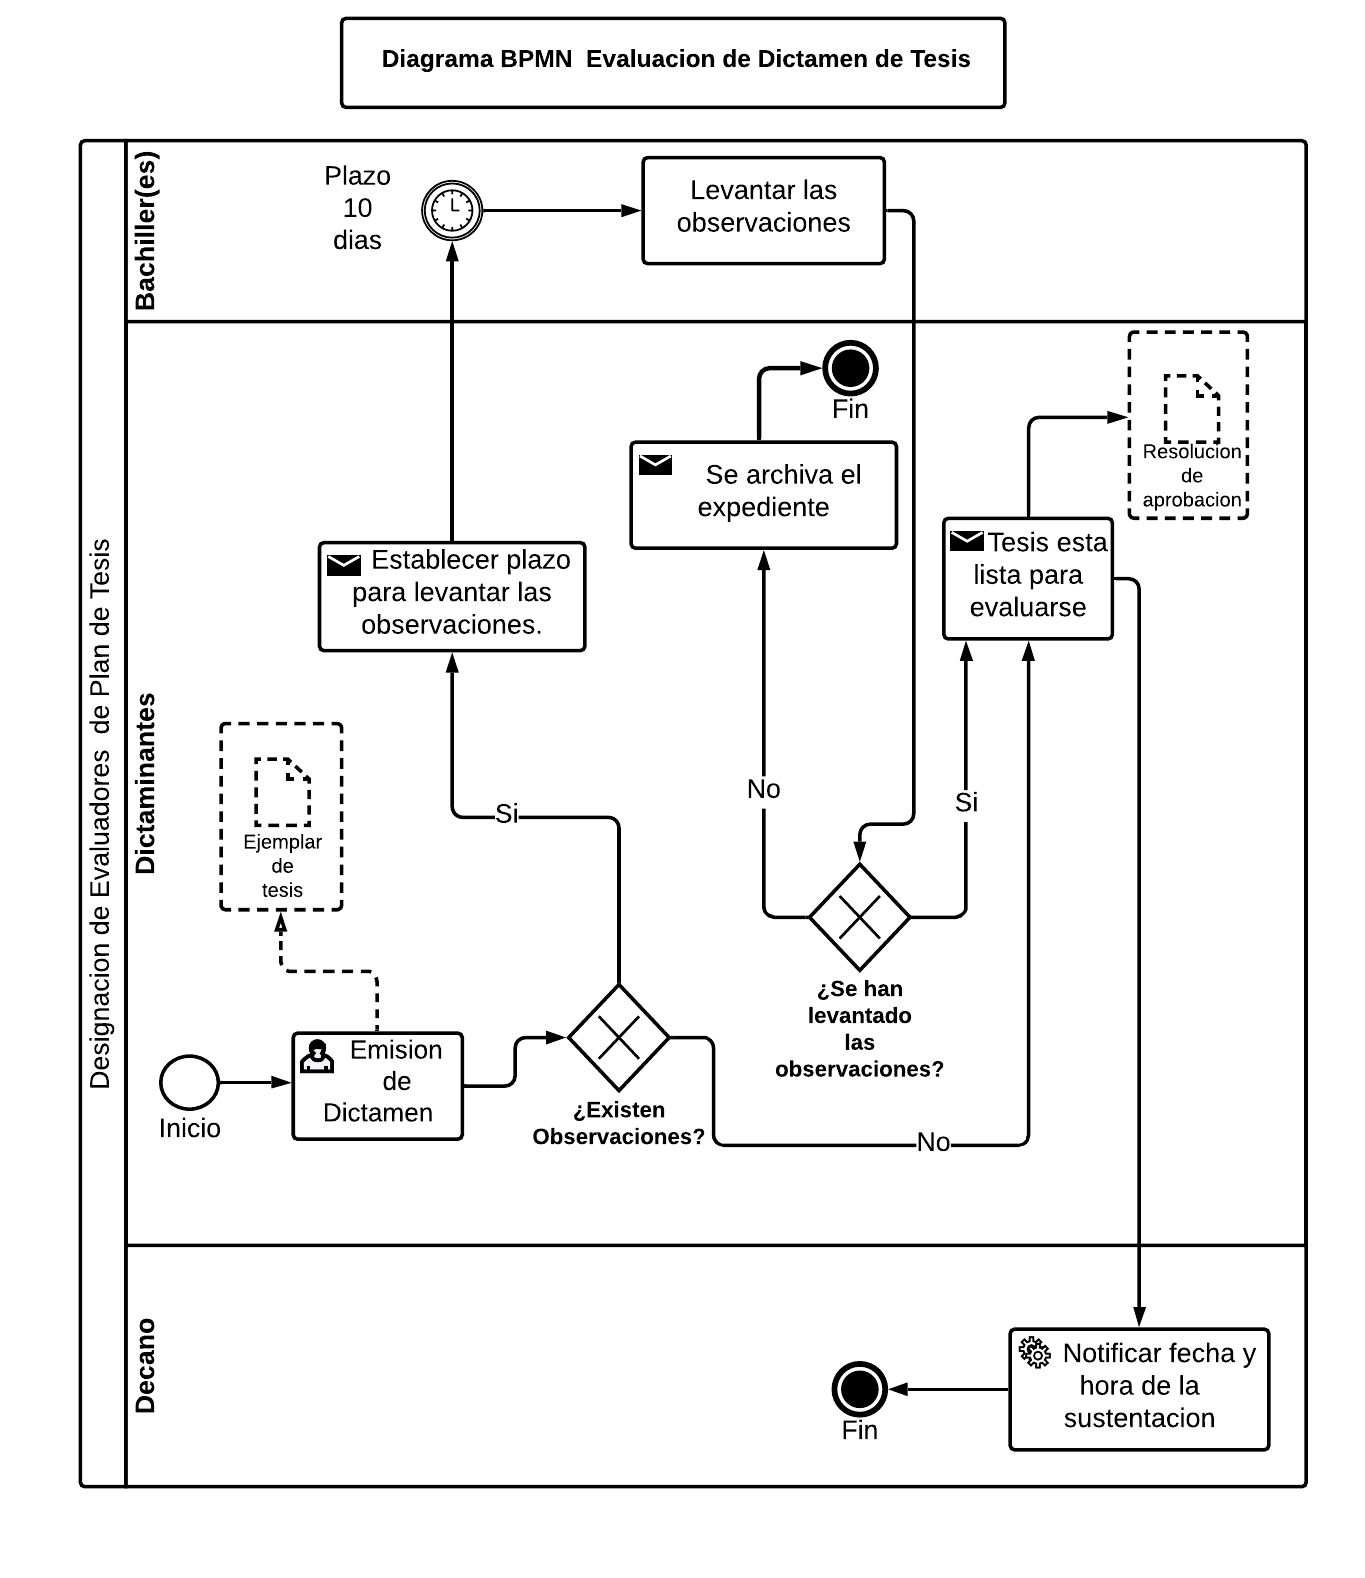 Diagrama BPMN  Evaluacion de Dictamen de Tesis
Designacion de Evaluadores  de Plan de Tesis
Bachiller(es)
Plazo
10
dias
Levantar las
observaciones
Dictaminantes
Fin
Se archiva el
expediente
Resolucion
de
aprobacion
Tesis esta
lista para
evaluarse
Establecer plazo
para levantar las
observaciones.
No
Si
Si
Ejemplar
de
tesis
¿Se han
levantado
las
observaciones?
Emision
de
Dictamen
Inicio
¿Existen
Observaciones?
No
Decano
Notificar fecha y
hora de la
sustentacion
Fin